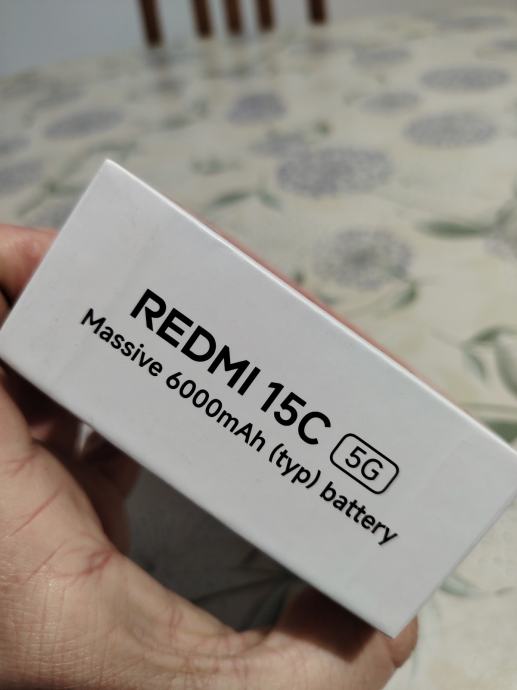 REDMI 15C 5G
Massive 6000mAh (typ) battery